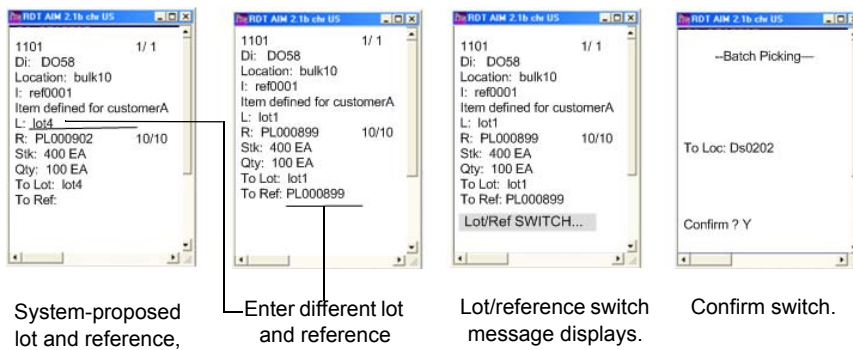 RDT AIM 2.1b chr US
1101 1/ 1
Di: DO58
Location: bulk10
I: ref0001
Item defined for customerA
L: lot4
R: PL000902 10/10
Stk: 400 EA
Qty: 100 EA
To Lot: lot4
To Ref:
System-proposed
lot and reference,
RDT AIM 2.1b chr US
1101 1/ 1
Di: DO58
Location: bulk10
I: ref0001
Item defined for customerA
L: lot1
R: PL000899 10/10
Stk: 400 EA
Qty: 100 EA
To Lot: lot1
To Ref: PL000899
Enter different lot
and reference
RDT AIM 2.1b chr US
1101 1/ 1
Di: DO58
Location: bulk10
I: ref0001
Item defined for customerA
L: lot1
R: PL000899 10/10
Stk: 400 EA
Qty: 100 EA
To Lot: lot1
To Ref: PL000899
Lot/Ref SWITCH...
Lot/reference switch
message displays.
RDT AIM 2.1b chr US
--Batch Picking—
To Loc: Ds0202
Confirm ? Y
Confirm switch.